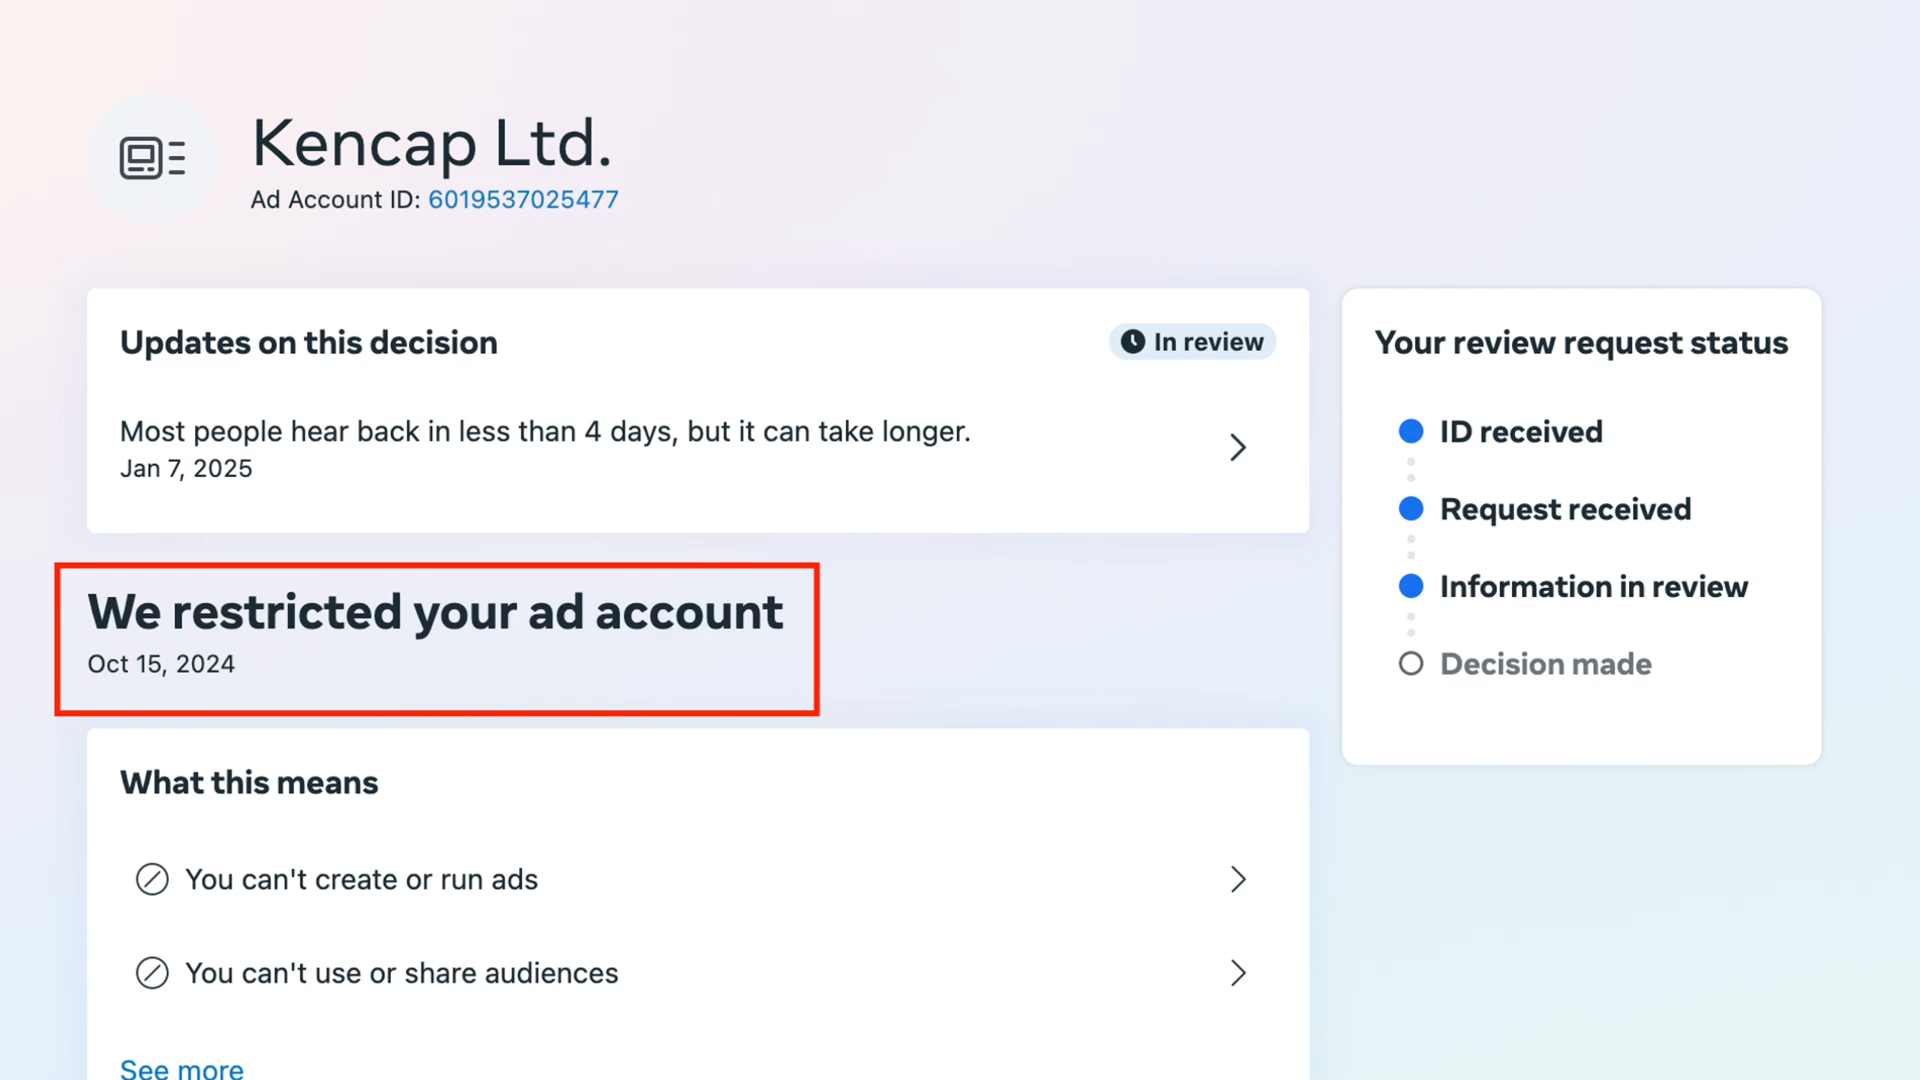 Kencap Ltd.
Ad Account ID: 6019537025477
Updates on this decision
In review
Most people hear back in less than 4 days, but it can take longer.
Jan 7, 2025
Your review request status
ID received
Request received
Information in review
Decision made
We restricted your ad account
Oct 15, 2024
What this means
You can't create or run ads
You can't use or share audiences
See more